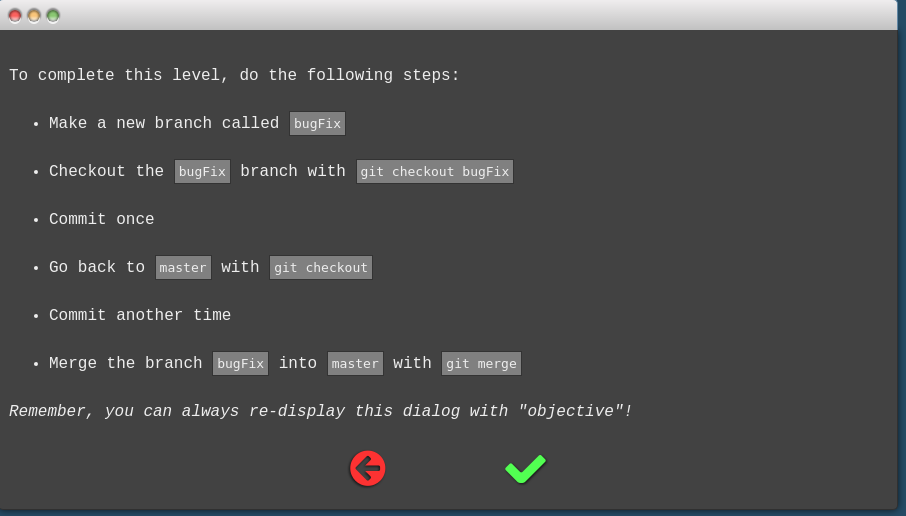 To complete this level, do the following steps:
• Make a new branch called bugFix
• Checkout the bugFix branch with git checkout bugFix
• Commit once
• Go back to master with git checkout
• Commit another time
• Merge the branch bugFix into master with git merge
Remember, you can always re-display this dialog with "objective"!